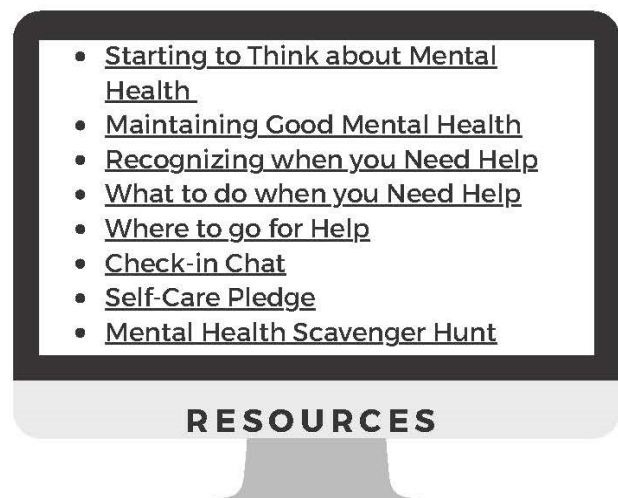 • Starting to Think about Mental
Health
• Maintaining Good Mental Health
• Recognizing when you Need Help
• What to do when you Need Help
• Where to go for Help
• Check-in Chat
• Self-Care Pledge
• Mental Health Scavenger Hunt
RESOURCES